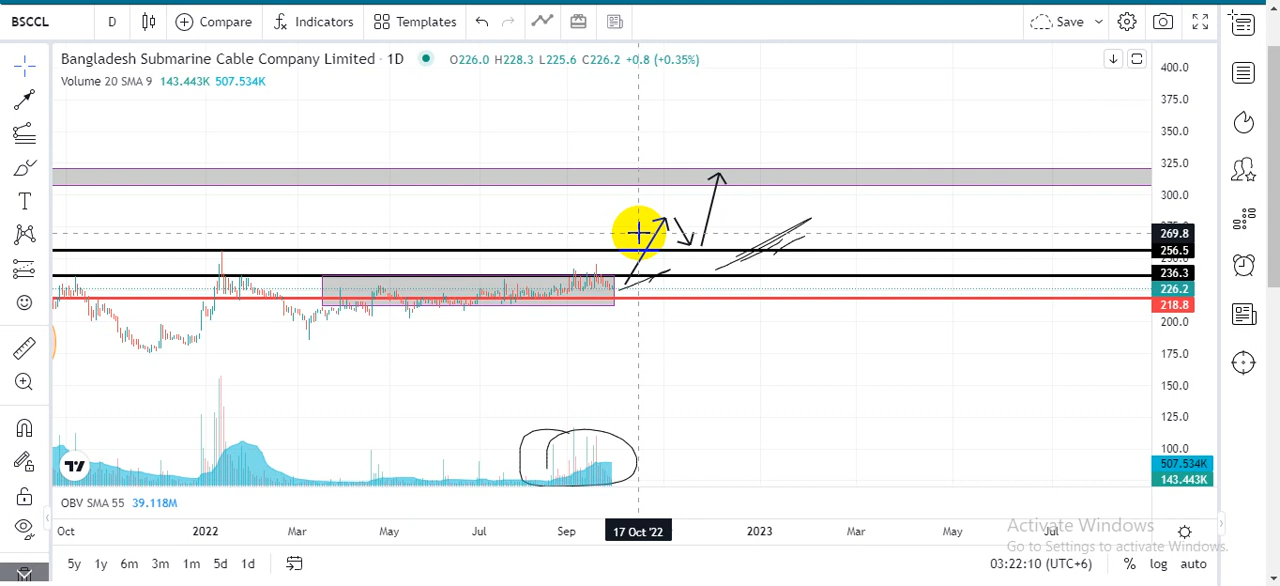 BSCCL D Compare Indicators Templates Save
Bangladesh Submarine Cable Company Limited · 1D O226.0 H228.3 L225.6 C226.2 +0.8 (+0.35%)
Volume 20 SMA 9 143.443K 507.534K
400.0
375.0
350.0
325.0
300.0
269.8
256.5
236.3
226.2
218.8
200.0
175.0
150.0
125.0
100.0
507.534K
143.443K
OBV SMA 55 39.118M
Oct 2022 Mar May Jul Sep 17 Oct '22 2023 Mar May Jul
Activate Windows
Go to Settings to activate Windows.
5y 1y 6m 3m 1m 5d 1d 03:22:10 (UTC+6) % log auto